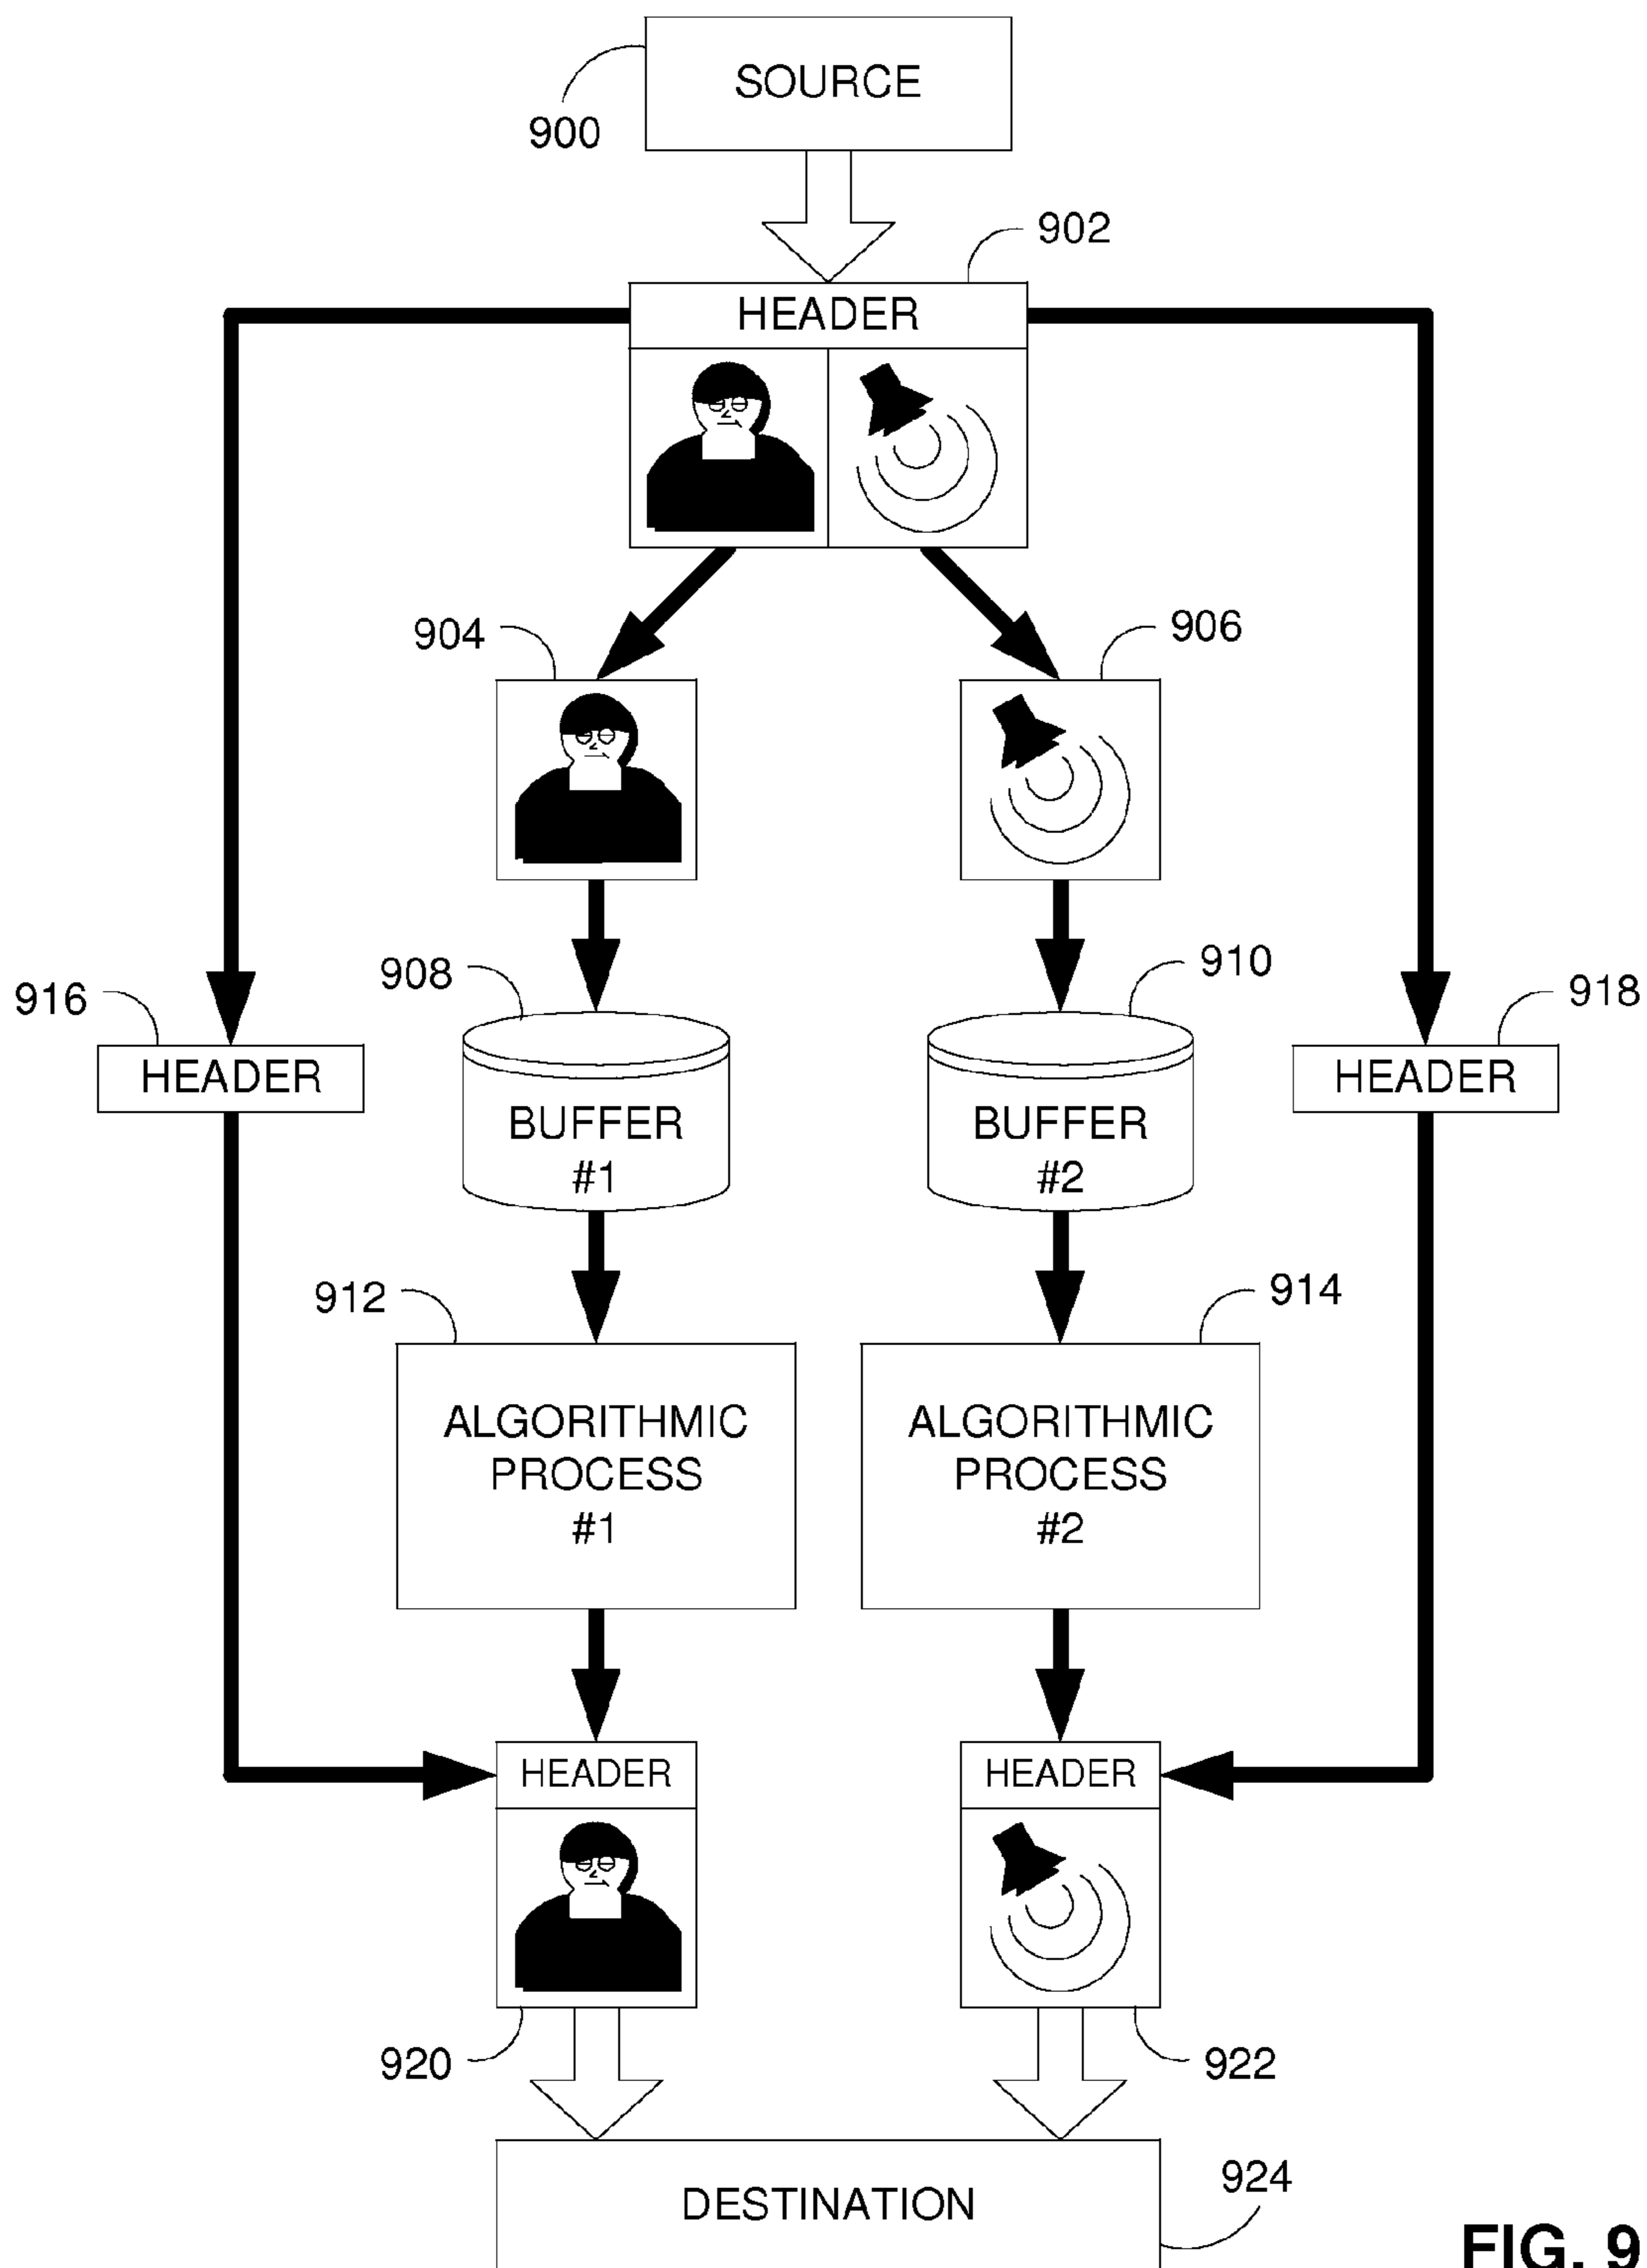 SOURCE
900
902
HEADER
904
906
908
910
916
918
HEADER
HEADER
BUFFER
#1
BUFFER
#2
912
914
ALGORITHMIC
PROCESS
#1
ALGORITHMIC
PROCESS
#2
HEADER
HEADER
920
922
924
DESTINATION
FIG. 9